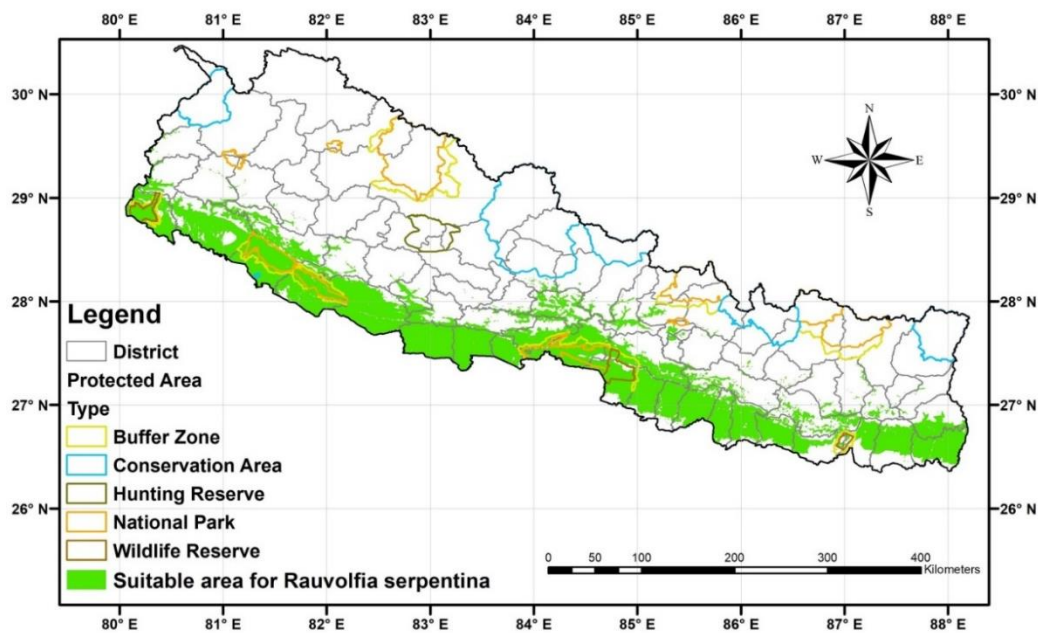 80° E 81° E 82° E 83° E 84° E 85° E 86° E 87° E 88° E
30° N 30° N
N
W E
S
29° N 29° N
28° N 28° N
Legend
District
Protected Area
27° N 27° N
Type
Buffer Zone
Conservation Area
Hunting Reserve
26° N 26° N
National Park
Wildlife Reserve
0 50 100 200 300 400
Kilometers
Suitable area for Rauvolfia serpentina
80° E 81° E 82° E 83° E 84° E 85° E 86° E 87° E 88° E